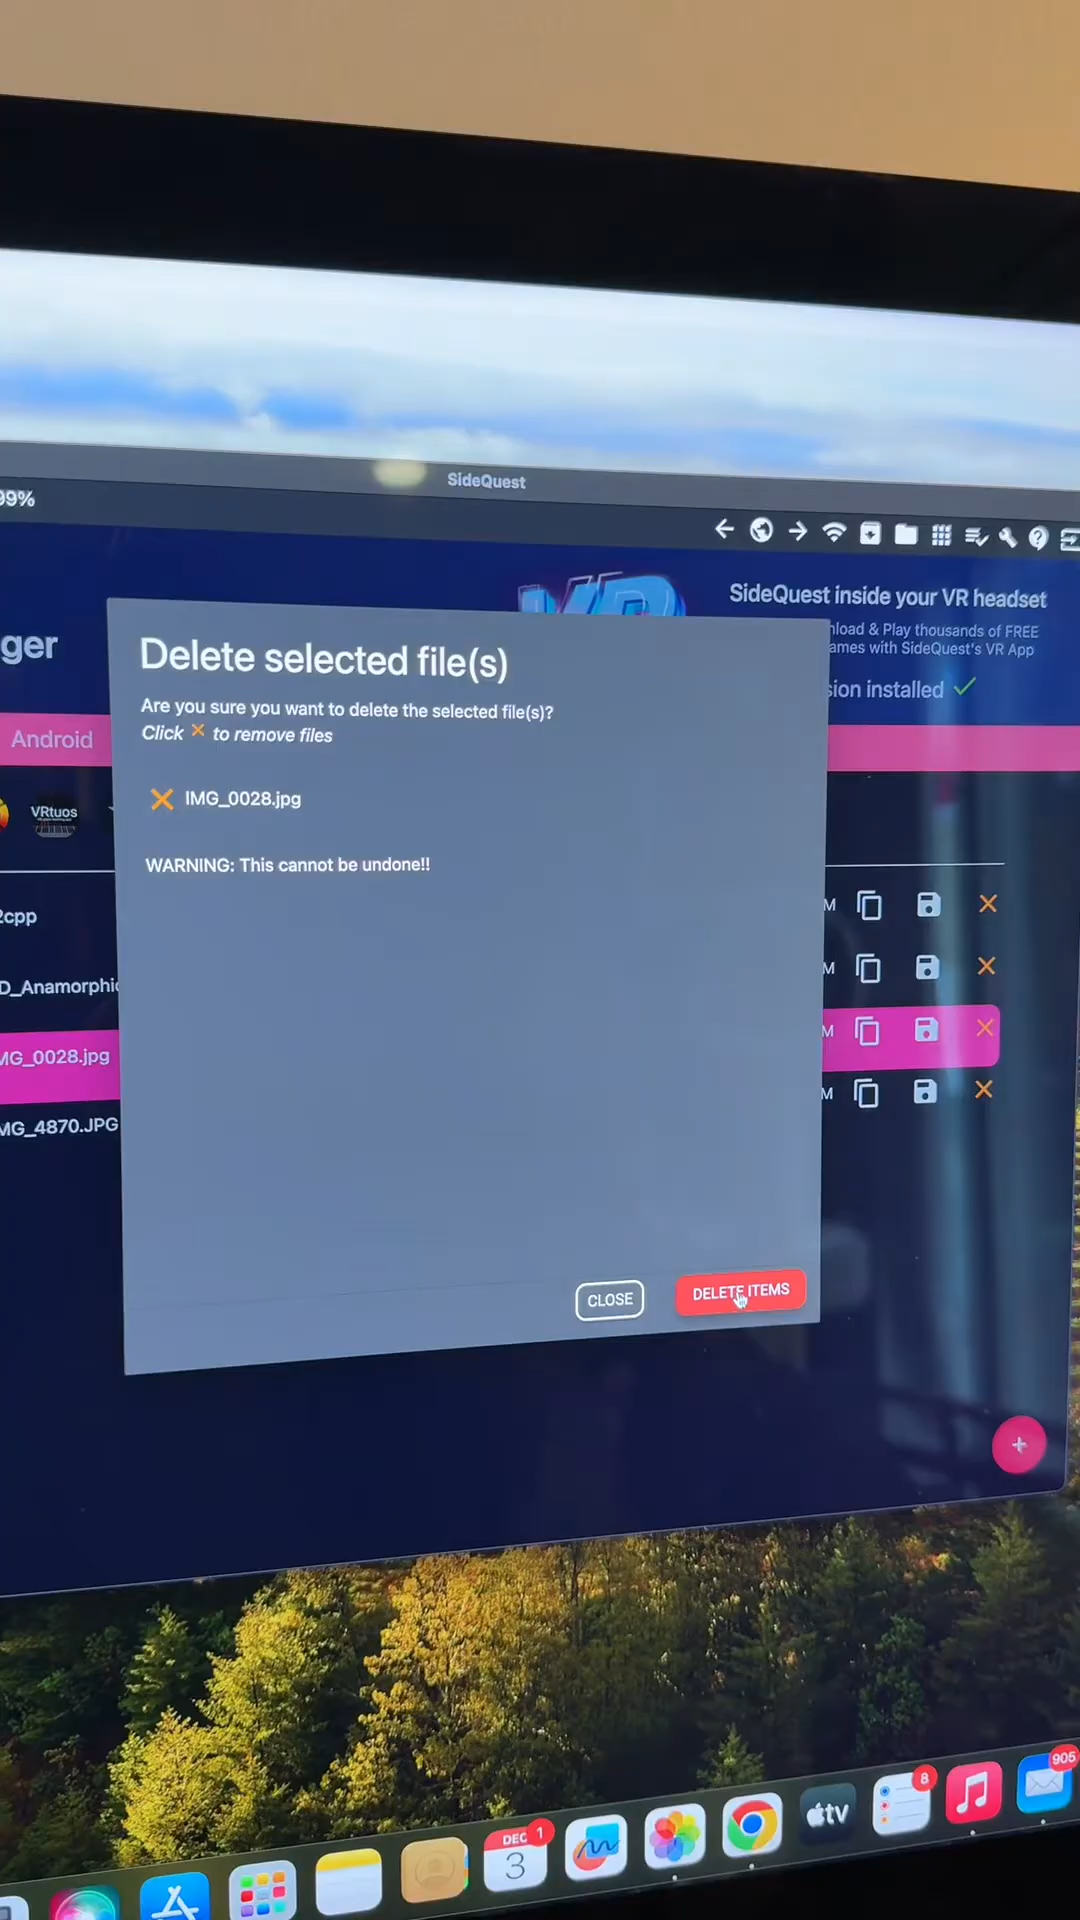 SideQuest
99%
SideQuest inside your VR headset
nload & Play thousands of FREE
ames with SideQuest's VR App
sion installed
ger
Android
VR
VRtuos
Delete selected file(s)
Are you sure you want to delete the selected file(s)?
Click × to remove files
IMG_0028.jpg
WARNING: This cannot be undone!!
2cpp
D_Anamorphic
MG_0028.jpg
MG_4870.JPG
M
M
M
M
CLOSE
DELETE ITEMS
+
DEC
1
3
tv
8
905